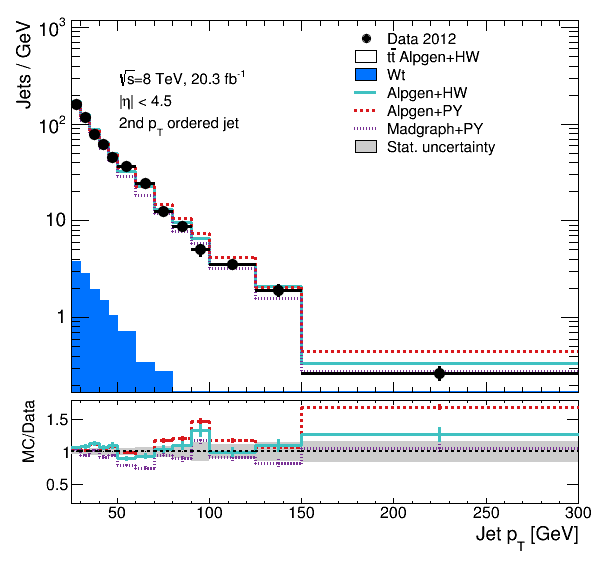 Jets / GeV
10³
10²
10
1
√s=8 TeV, 20.3 fb⁻¹
|η| < 4.5
2nd p_T ordered jet
Data 2012
tt̄ Alpgen+HW
Wt
Alpgen+HW
Alpgen+PY
Madgraph+PY
Stat. uncertainty
MC/Data
1.5
1
0.5
50 100 150 200 250 300
Jet p_T [GeV]